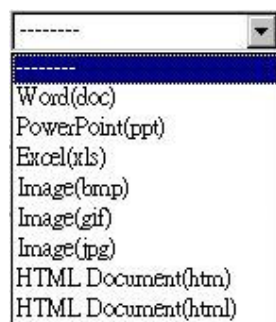 --------
--------
Word(doc)
PowerPoint(ppt)
Excel(xls)
Image(bmp)
Image(gif)
Image(jpg)
HTML Document(htm)
HTML Document(html)